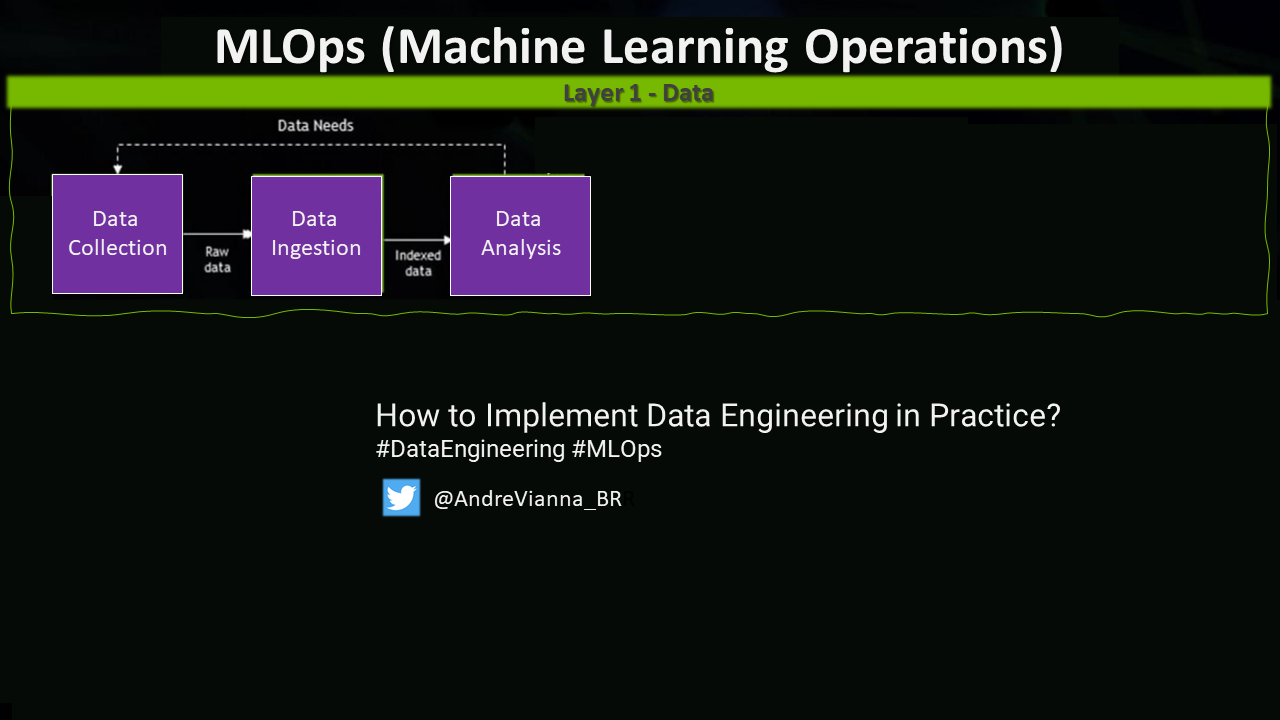 MLOps (Machine Learning Operations)
Layer 1 - Data
Data Needs
Data
Collection
Raw
data
Data
Ingestion
Indexed
data
Data
Analysis
How to Implement Data Engineering in Practice?
#DataEngineering #MLOps
@AndreVianna_BR